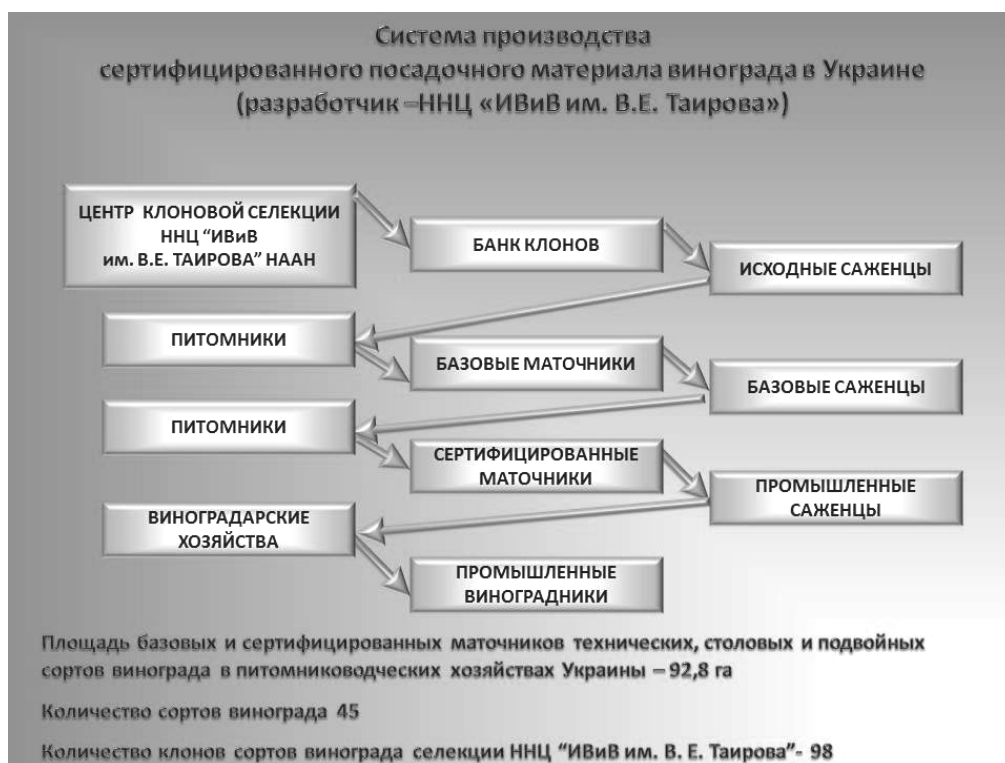 Система производства
сертифицированного посадочного материала винограда в Украине
(разработчик –ННЦ «ИВиВ им. В.Е. Таирова»)
ЦЕНТР КЛОНОВОЙ СЕЛЕКЦИИ
ННЦ “ИВиВ
им. В.Е. ТАИРОВА” НААН
БАНК КЛОНОВ
ИСХОДНЫЕ САЖЕНЦЫ
ПИТОМНИКИ
БАЗОВЫЕ МАТОЧНИКИ
БАЗОВЫЕ САЖЕНЦЫ
ПИТОМНИКИ
СЕРТИФИЦИРОВАННЫЕ
МАТОЧНИКИ
ПРОМЫШЛЕННЫЕ
САЖЕНЦЫ
ВИНОГРАДАРСКИЕ
ХОЗЯЙСТВА
ПРОМЫШЛЕННЫЕ
ВИНОГРАДНИКИ
Площадь базовых и сертифицированных маточников технических, столовых и подвойных
сортов винограда в питомниководческих хозяйствах Украины – 92,8 га
Количество сортов винограда 45
Количество клонов сортов винограда селекции ННЦ “ИВиВ им. В. Е. Таирова”- 98